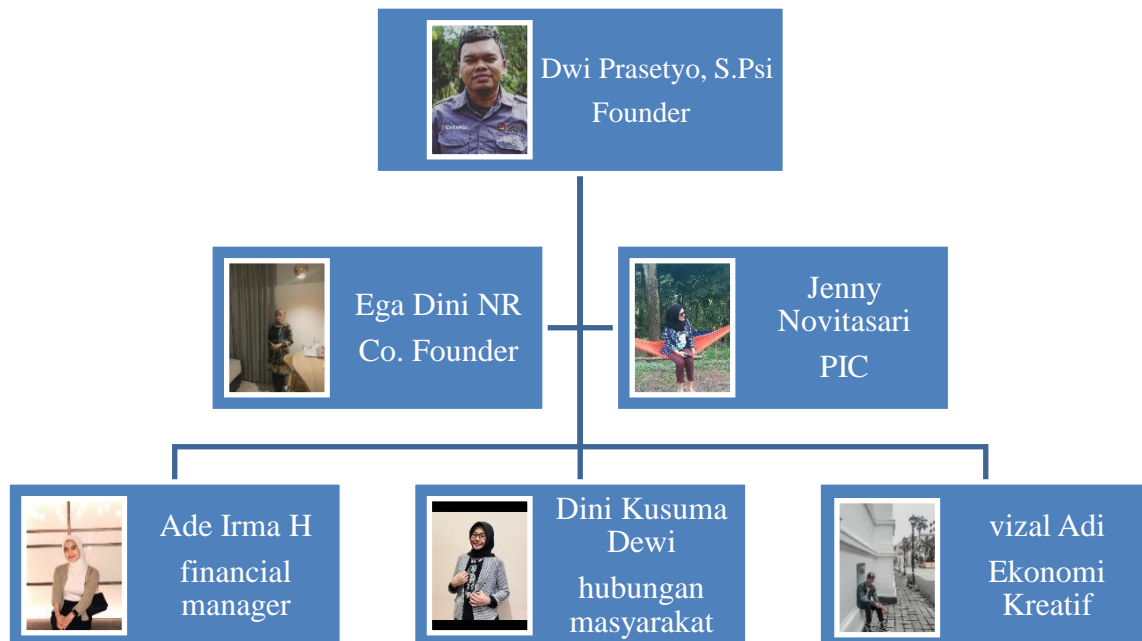 Dwi Prasetyo, S.Psi
Founder
Ega Dini NR
Co. Founder
Jenny
Novitasari
PIC
Ade Irma H
financial
manager
Dini Kusuma
Dewi
hubungan
masyarakat
vizal Adi
Ekonomi
Kreatif